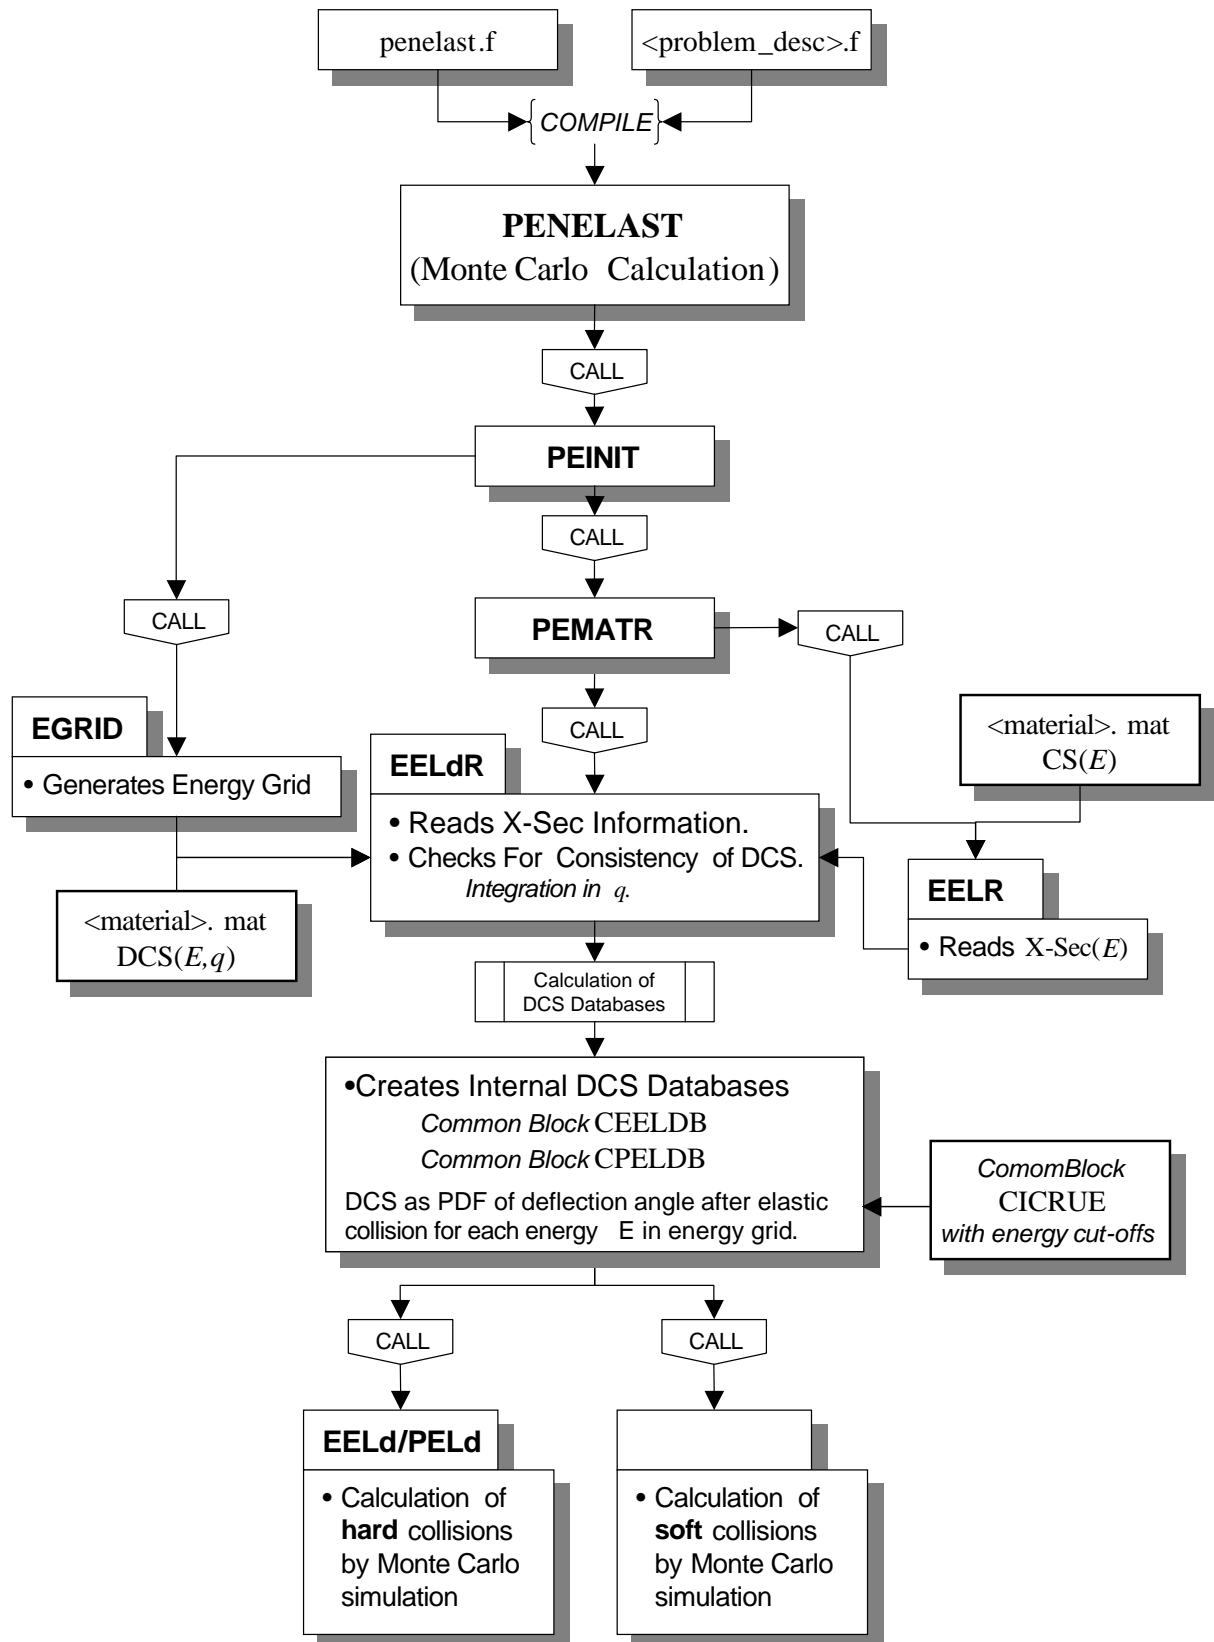 penelast.f
<problem_desc>.f
COMPILE
PENELAST
(Monte Carlo Calculation)
CALL
PEINIT
CALL
CALL
PEMATR
CALL
CALL
EGRID
• Generates Energy Grid
EELdR
• Reads X-Sec Information.
• Checks For Consistency of DCS.
Integration in q.
<material>. mat
CS(E)
<material>. mat
DCS(E,q)
EELR
• Reads X-Sec(E)
Calculation of
DCS Databases
•Creates Internal DCS Databases
Common Block CEELDB
Common Block CPELDB
DCS as PDF of deflection angle after elastic
collision for each energy E in energy grid.
ComomBlock
CICRUE
with energy cut-offs
CALL
CALL
EELd/PELd
• Calculation of
hard collisions
by Monte Carlo
simulation
• Calculation of
soft collisions
by Monte Carlo
simulation